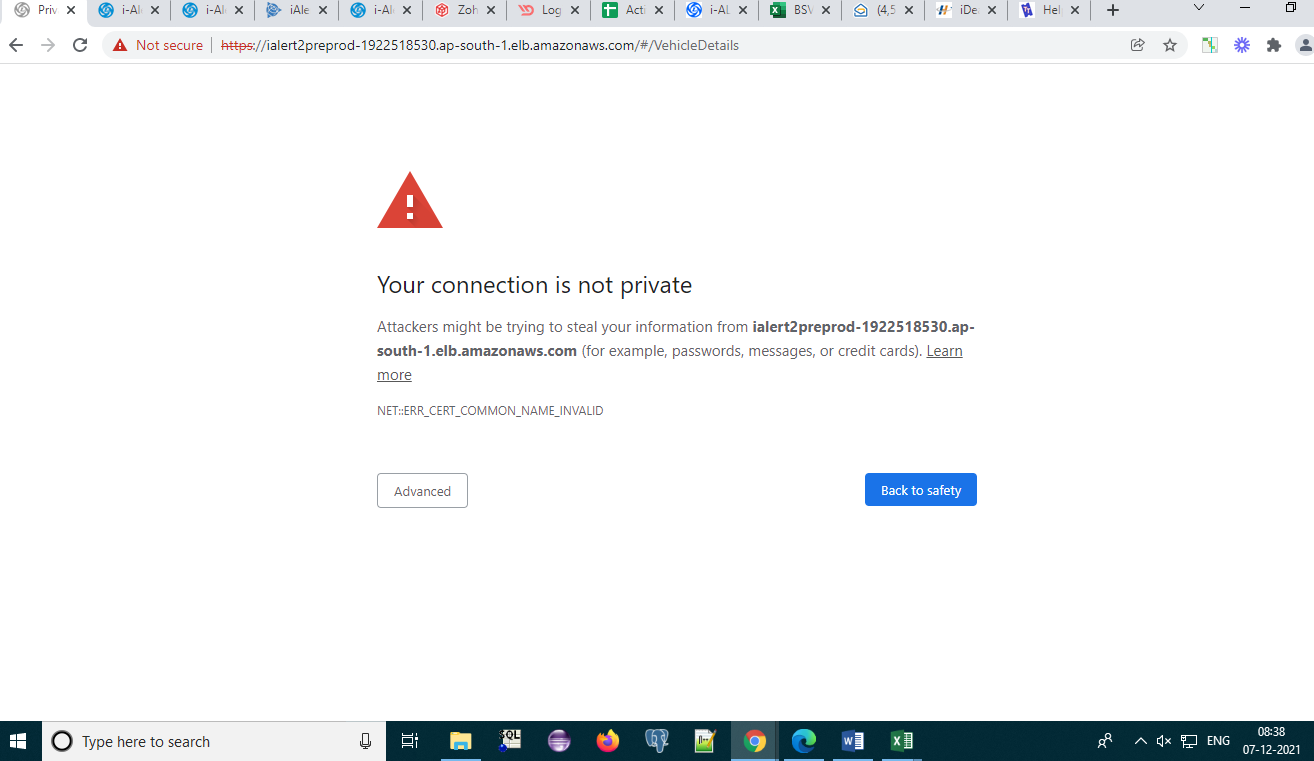 Priv i-Al i-Al iAle i-Al Zoh Log Acti i-AL BSV (4,5 iDe Hel
Not secure https://ialert2preprod-1922518530.ap-south-1.elb.amazonaws.com/#/VehicleDetails
Your connection is not private
Attackers might be trying to steal your information from ialert2preprod-1922518530.ap-
south-1.elb.amazonaws.com (for example, passwords, messages, or credit cards). Learn
more
NET::ERR_CERT_COMMON_NAME_INVALID
Advanced Back to safety
Type here to search SQL ENG 08:38
07-12-2021